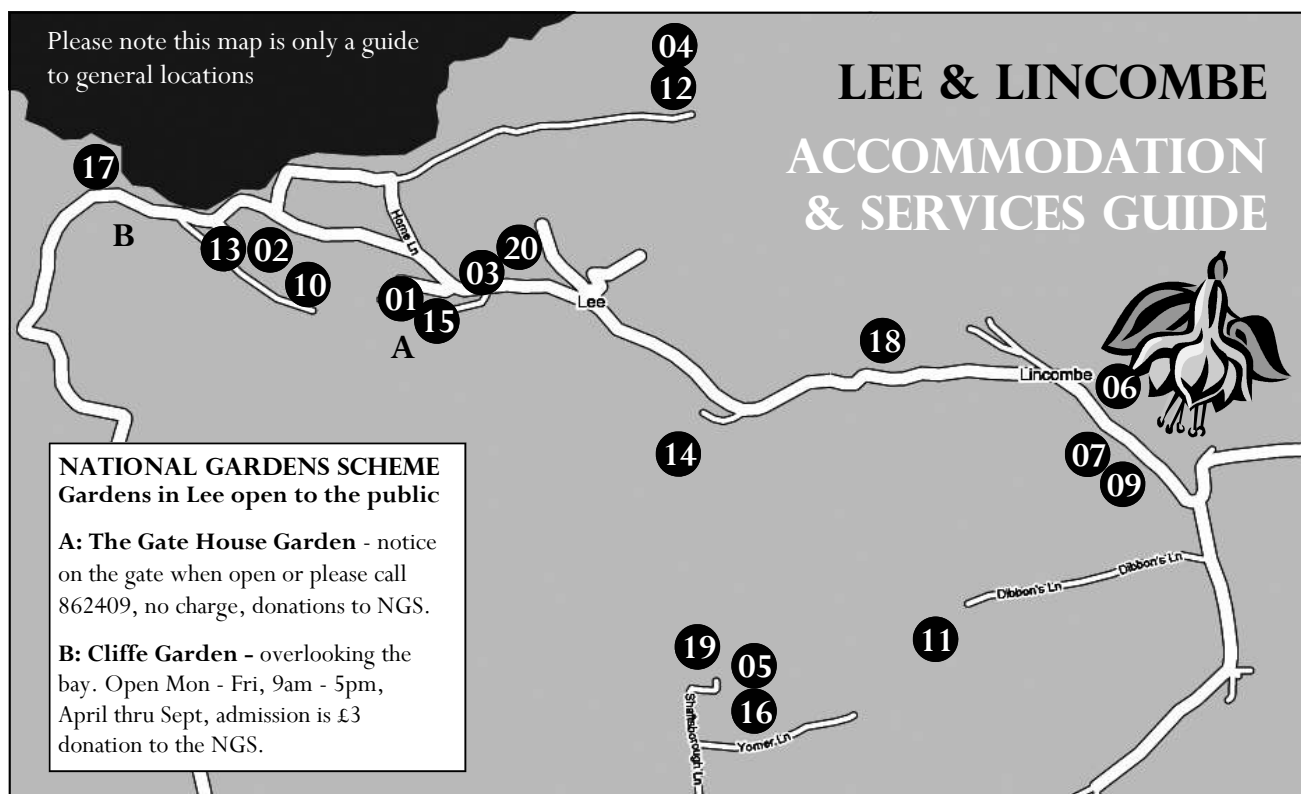 Please note this map is only a guide
to general locations
LEE & LINCOMBE
ACCOMMODATION
& SERVICES GUIDE
04
12
17
B
13
02
10
Home Ln
01
15
A
03
20
Lee
18
Lincombe
06
14
07
09
Dibbon's Ln
Dibbon's Ln
11
19
05
16
Shaftsborough Ln
Yomer Ln
NATIONAL GARDENS SCHEME
Gardens in Lee open to the public
A: The Gate House Garden - notice
on the gate when open or please call
862409, no charge, donations to NGS.
B: Cliffe Garden - overlooking the
bay. Open Mon - Fri, 9am - 5pm,
April thru Sept, admission is £3
donation to the NGS.